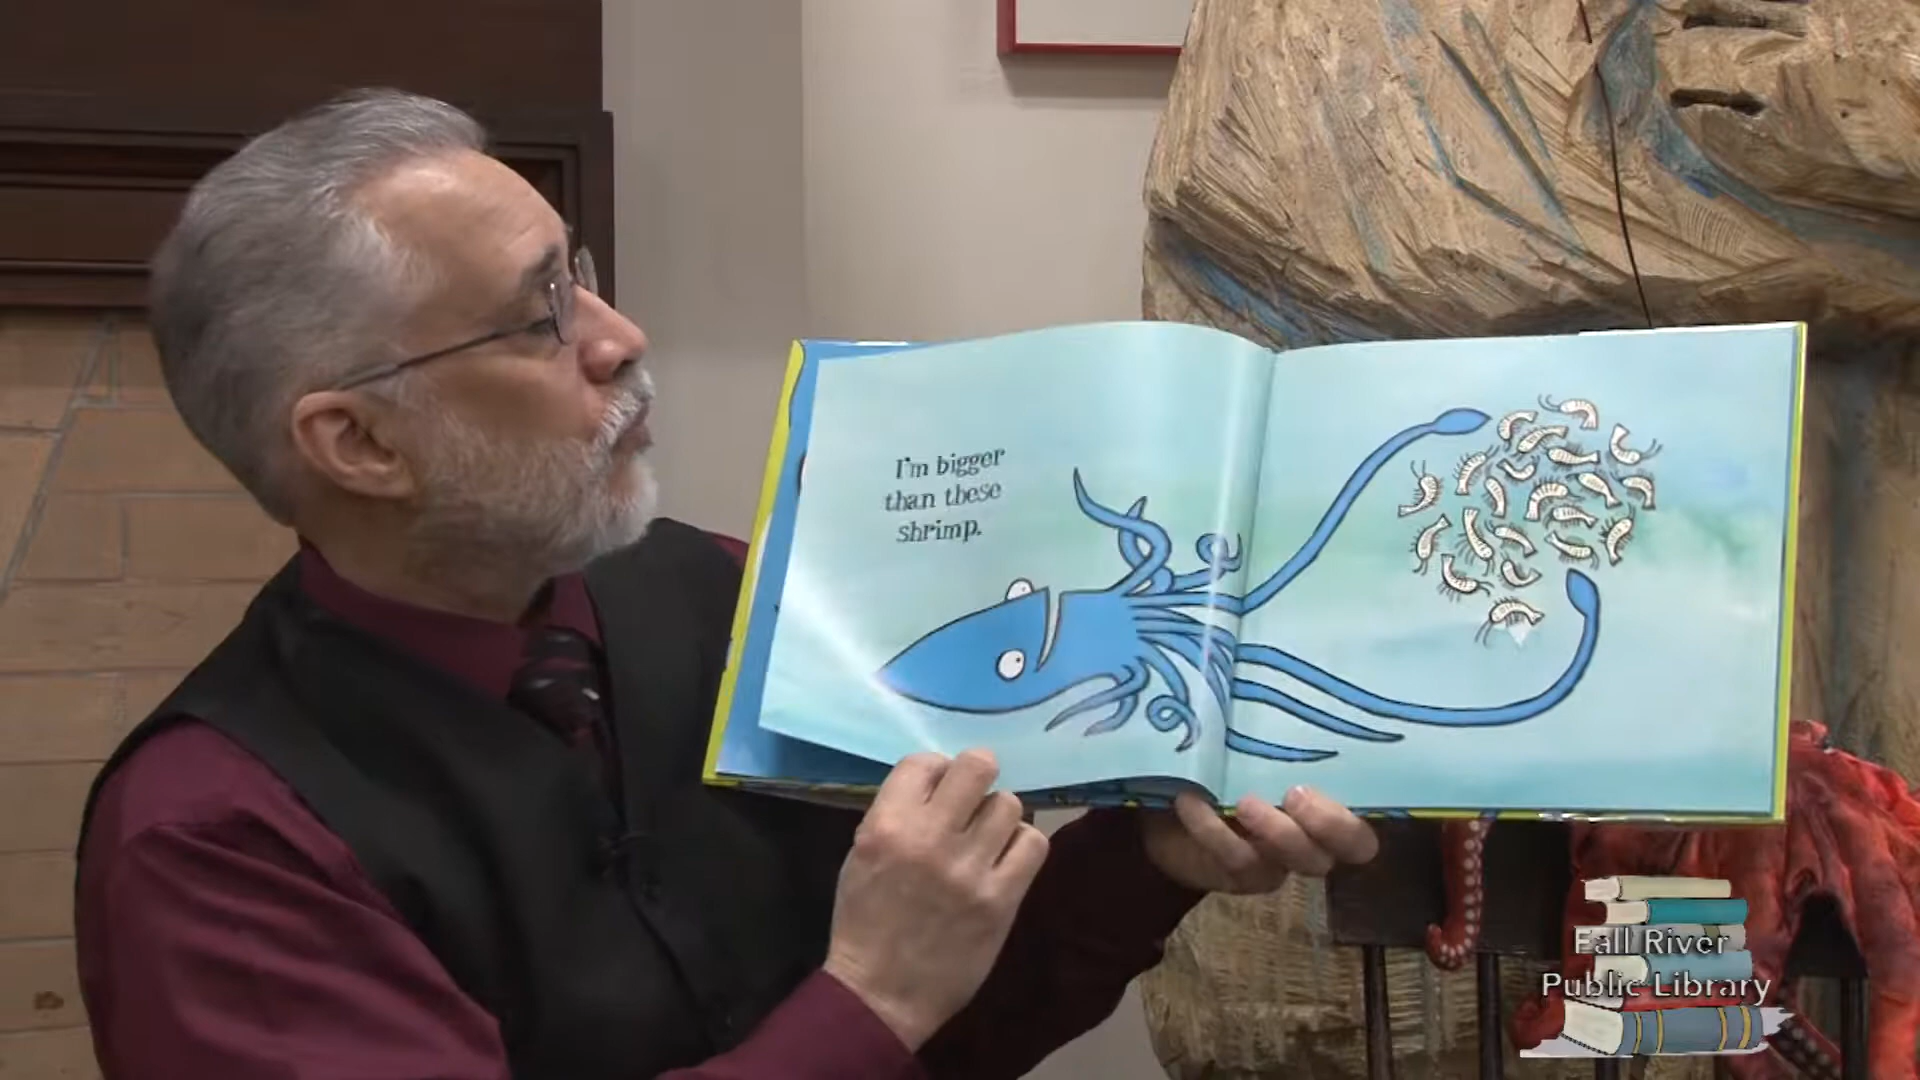 I'm bigger
than these
shrimp.
Fall River
Public Library